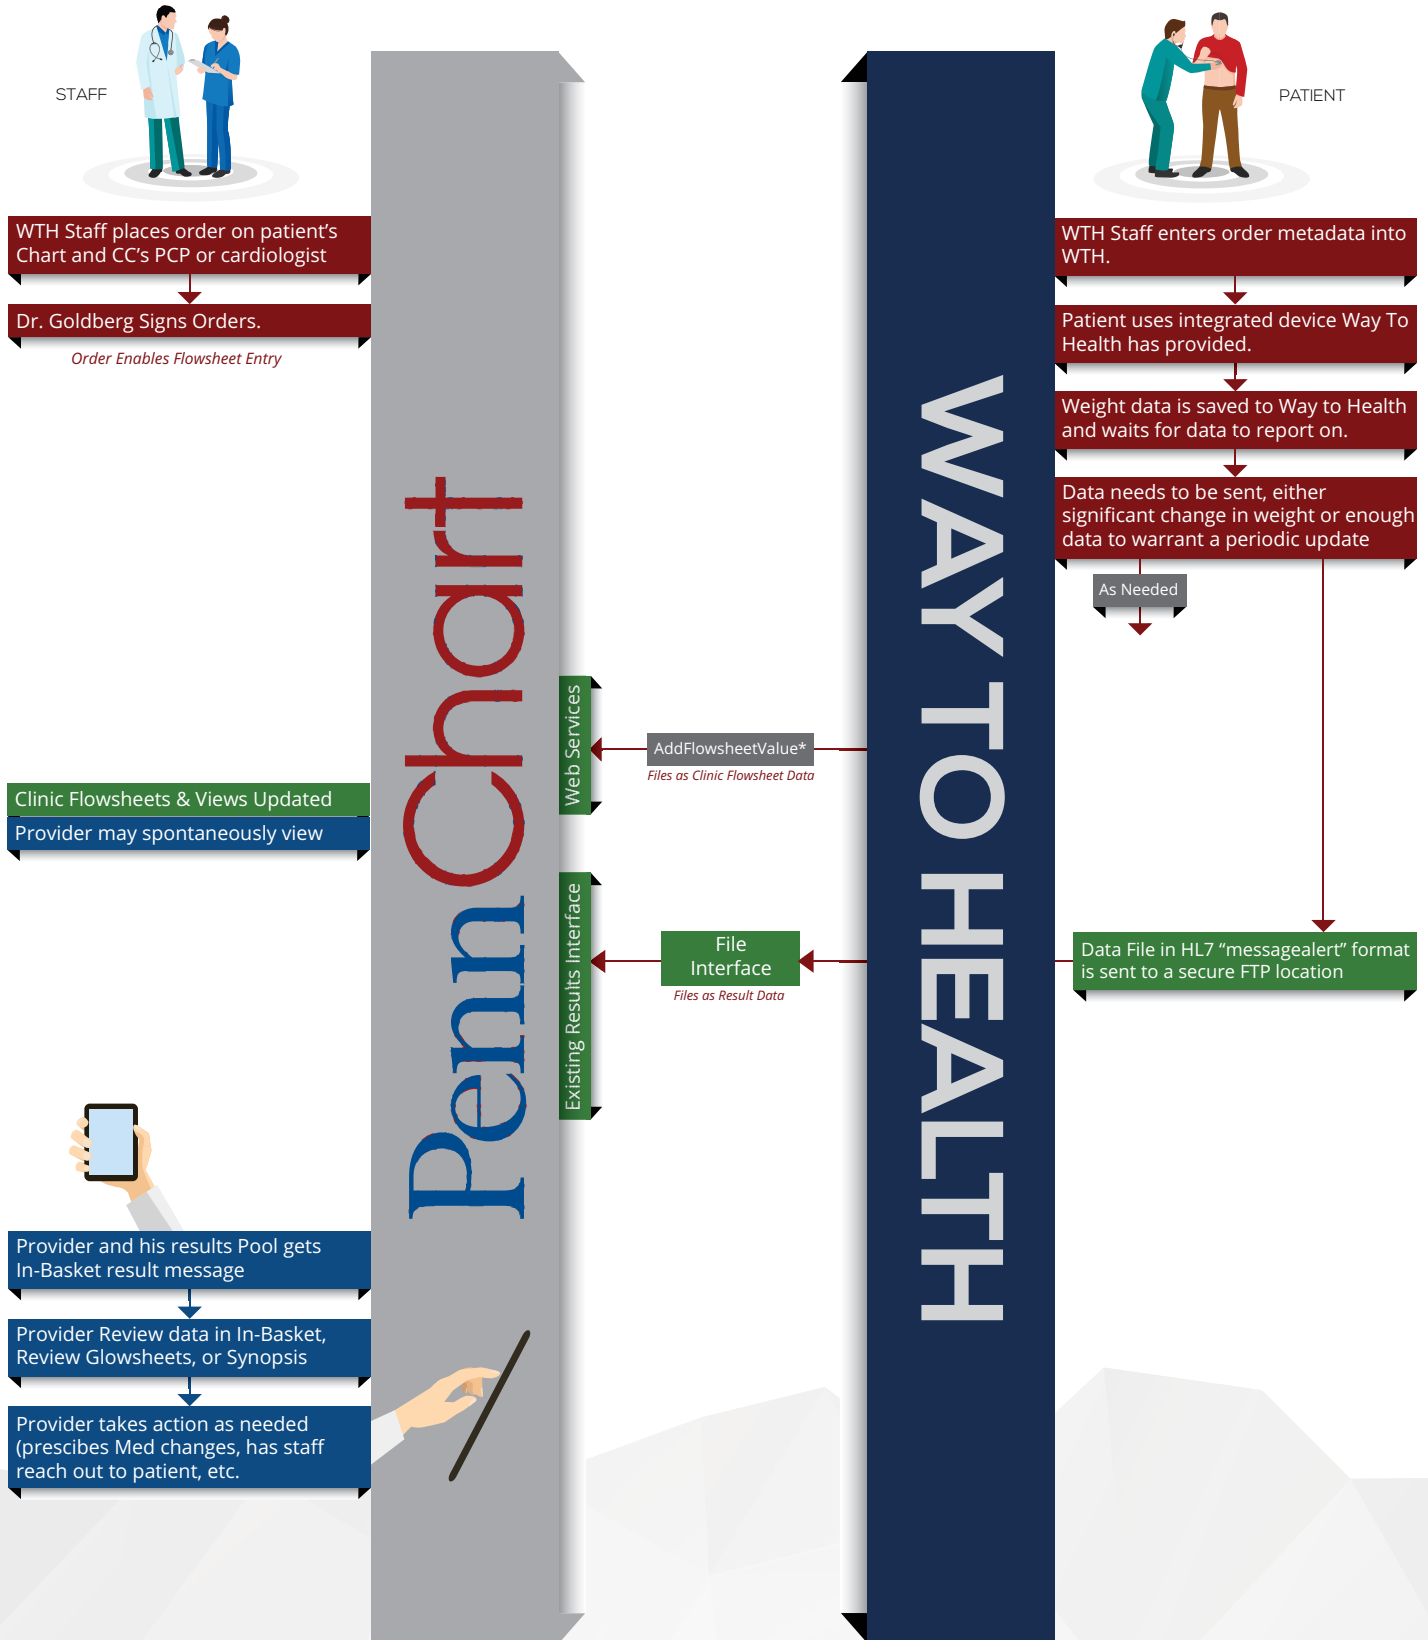 STAFF
WTH Staff places order on patient’s
Chart and CC’s PCP or cardiologist
Dr. Goldberg Signs Orders.
Order Enables Flowsheet Entry
Clinic Flowsheets & Views Updated
Provider may spontaneously view
Provider and his results Pool gets
In-Basket result message
Provider Review data in In-Basket,
Review Glowsheets, or Synopsis
Provider takes action as needed
(prescibes Med changes, has staff
reach out to patient, etc.
PennChart
Web Services
Existing Results Interface
AddFlowsheetValue*
Files as Clinic Flowsheet Data
File
Interface
Files as Result Data
WAY TO HEALTH
PATIENT
WTH Staff enters order metadata into
WTH.
Patient uses integrated device Way To
Health has provided.
Weight data is saved to Way to Health
and waits for data to report on.
Data needs to be sent, either
significant change in weight or enough
data to warrant a periodic update
As Needed
Data File in HL7 “messagealert” format
is sent to a secure FTP location